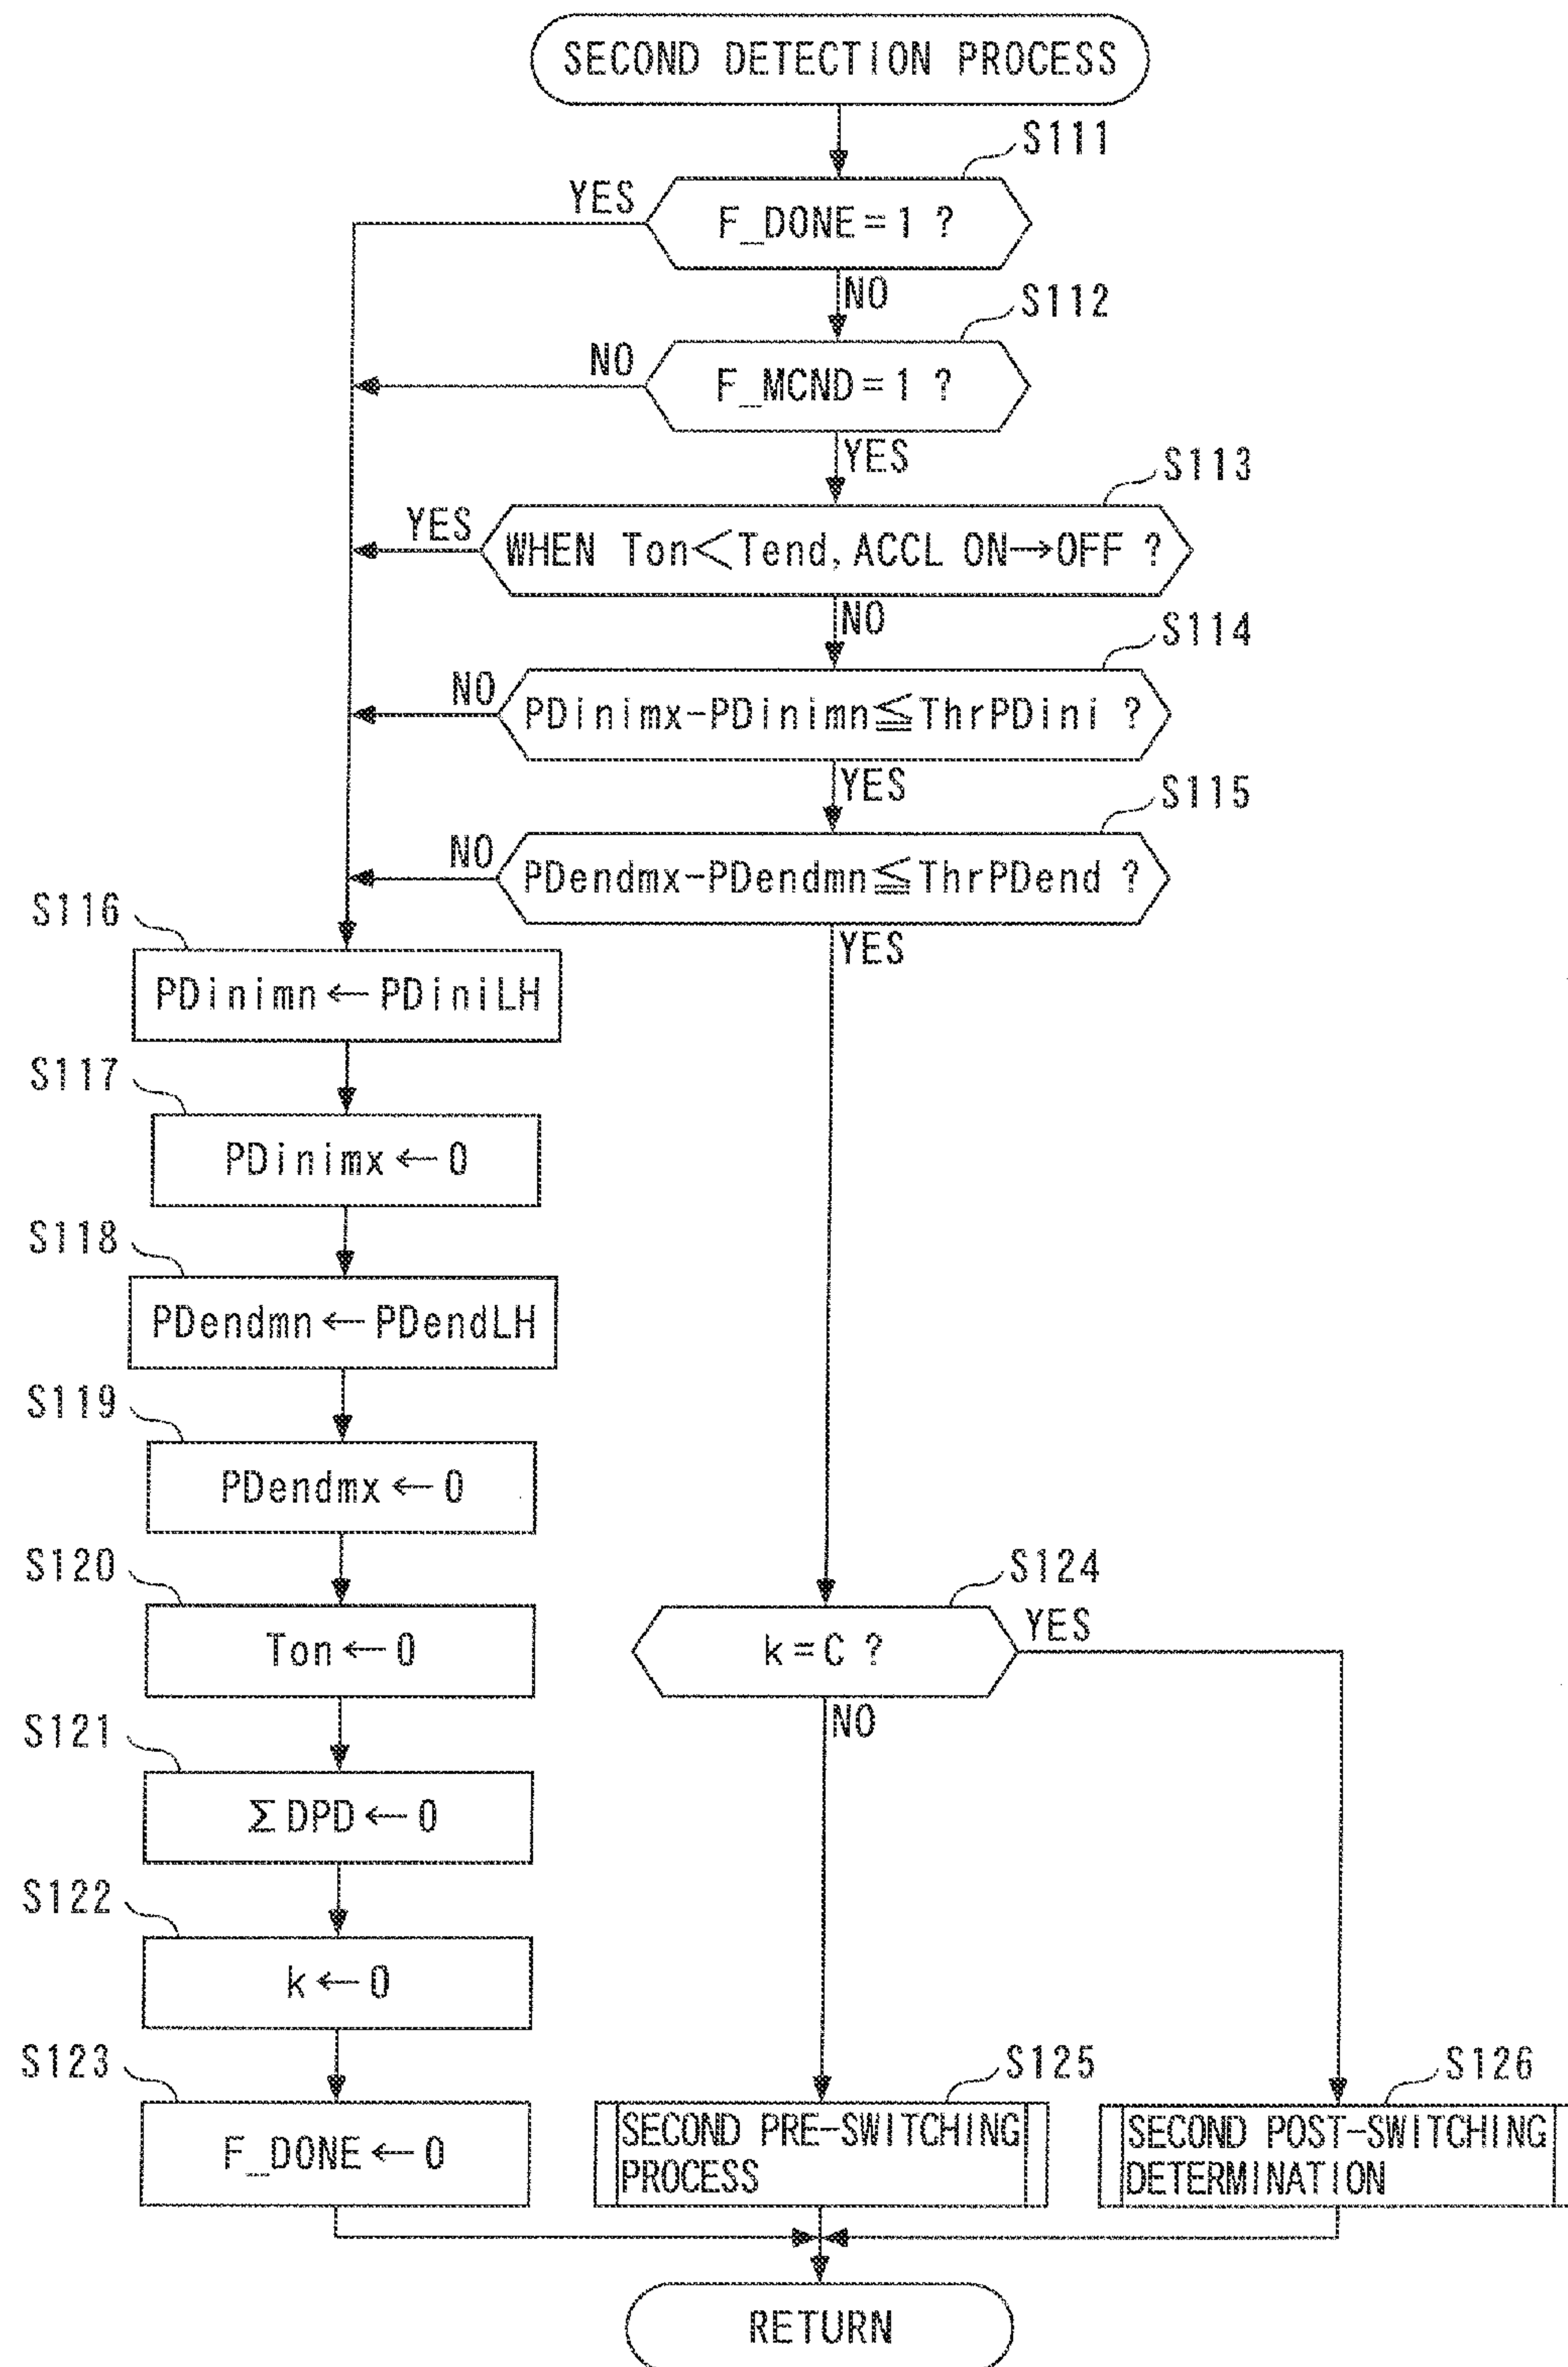 SECOND DETECTION PROCESS
S111
YES
F_DONE=1 ?
NO
S112
NO
F_MCND=1 ?
YES
S113
YES
WHEN Ton<Tend, ACCL ON→OFF ?
NO
S114
NO
PDinimx-PDinimn≦ThrPDini ?
YES
S115
NO
PDendmx-PDendmn≦ThrPDend ?
YES
S116
PDinimn←PDiniLH
S117
PDinimx←0
S118
PDendmn←PDendLH
S119
PDendmx←0
S120
Ton←0
S124
k=C ?
YES
NO
S121
ΣDPD←0
S122
k←0
S123
F_DONE←0
S125
SECOND PRE-SWITCHING
PROCESS
S126
SECOND POST-SWITCHING
DETERMINATION
RETURN